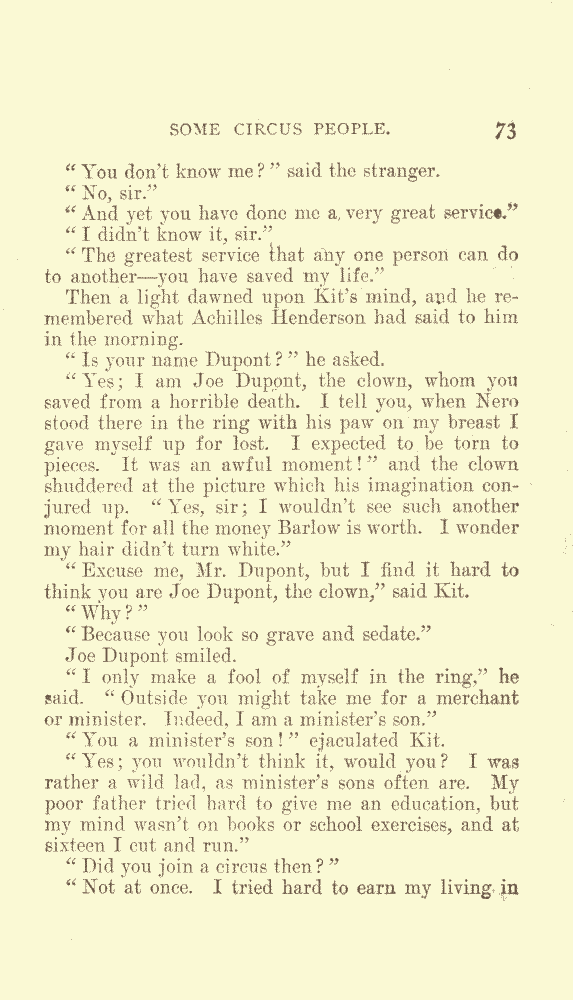 SOME CIRCUS PEOPLE. 73
“You don't know me?” said the stranger.
“No, sir.”
“And yet you have done me a very great service.”
“I didn't know it, sir.”
“The greatest service that any one person can do
to another—you have saved my life.”
Then a light dawned upon Kit's mind, and he re-
membered what Achilles Henderson had said to him
in the morning.
“Is your name Dupont?” he asked.
“Yes; I am Joe Dupont, the clown, whom you
saved from a horrible death. I tell you, when Nero
stood there in the ring with his paw on my breast I
gave myself up for lost. I expected to be torn to
pieces. It was an awful moment!” and the clown
shuddered at the picture which his imagination con-
jured up. “Yes, sir; I wouldn't see such another
moment for all the money Barlow is worth. I wonder
my hair didn't turn white.”
“Excuse me, Mr. Dupont, but I find it hard to
think you are Joe Dupont, the clown,” said Kit.
“Why?”
“Because you look so grave and sedate.”
Joe Dupont smiled.
“I only make a fool of myself in the ring,” he
said. “Outside you might take me for a merchant
or minister. Indeed, I am a minister's son.”
“You a minister's son!” ejaculated Kit.
“Yes; you wouldn't think it, would you? I was
rather a wild lad, as minister's sons often are. My
poor father tried hard to give me an education, but
my mind wasn't on books or school exercises, and at
sixteen I cut and run.”
“Did you join a circus then?”
“Not at once. I tried hard to earn my living in